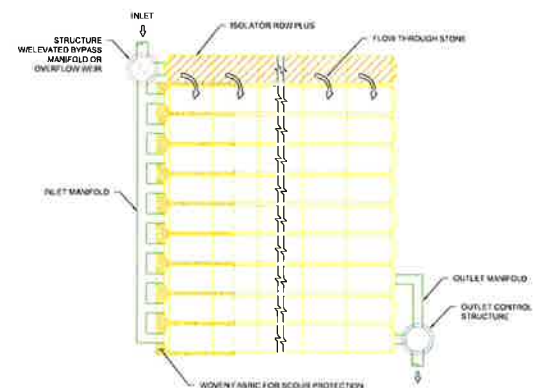 INLET
ISOLATOR ROW PLUS
STRUCTURE
W/ELEVATED BYPASS
MANIFOLD OR
OVERFLOW WEIR
FLOW THROUGH STONE
INLET MANIFOLD
OUTLET MANIFOLD
OUTLET CONTROL
STRUCTURE
WOVEN FABRIC FOR SCOUR PROTECTION